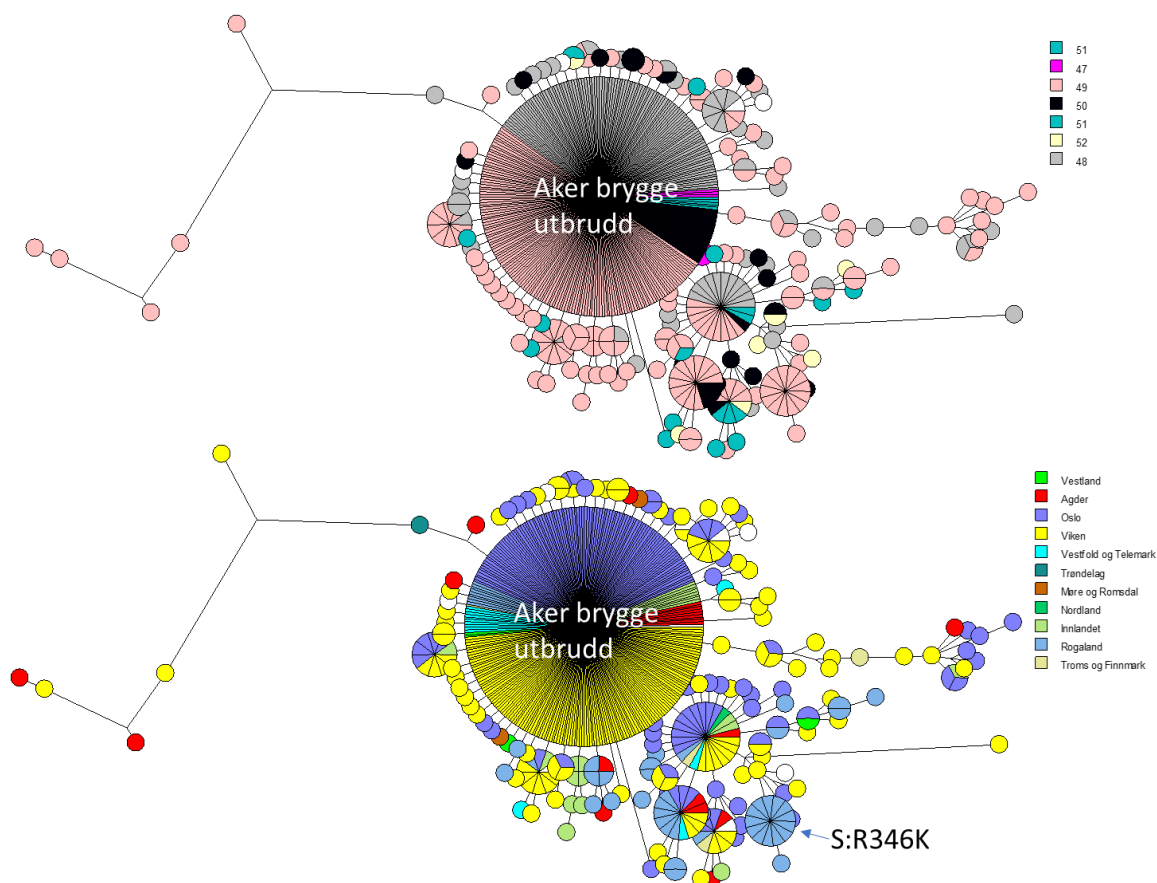 51
47
49
50
51
52
48
Aker brygge
utbrudd
Vestland
Agder
Oslo
Viken
Vestfold og Telemark
Trøndelag
Møre og Romsdal
Nordland
Innlandet
Rogaland
Troms og Finnmark
Aker brygge
utbrudd
S:R346K